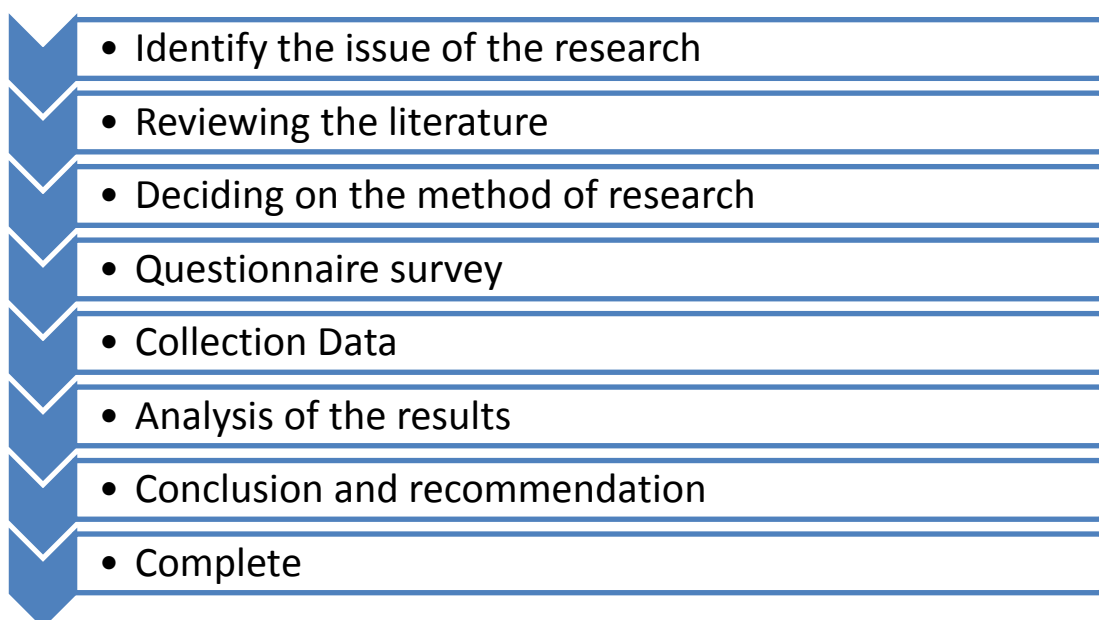 • Identify the issue of the research
• Reviewing the literature
• Deciding on the method of research
• Questionnaire survey
• Collection Data
• Analysis of the results
• Conclusion and recommendation
• Complete